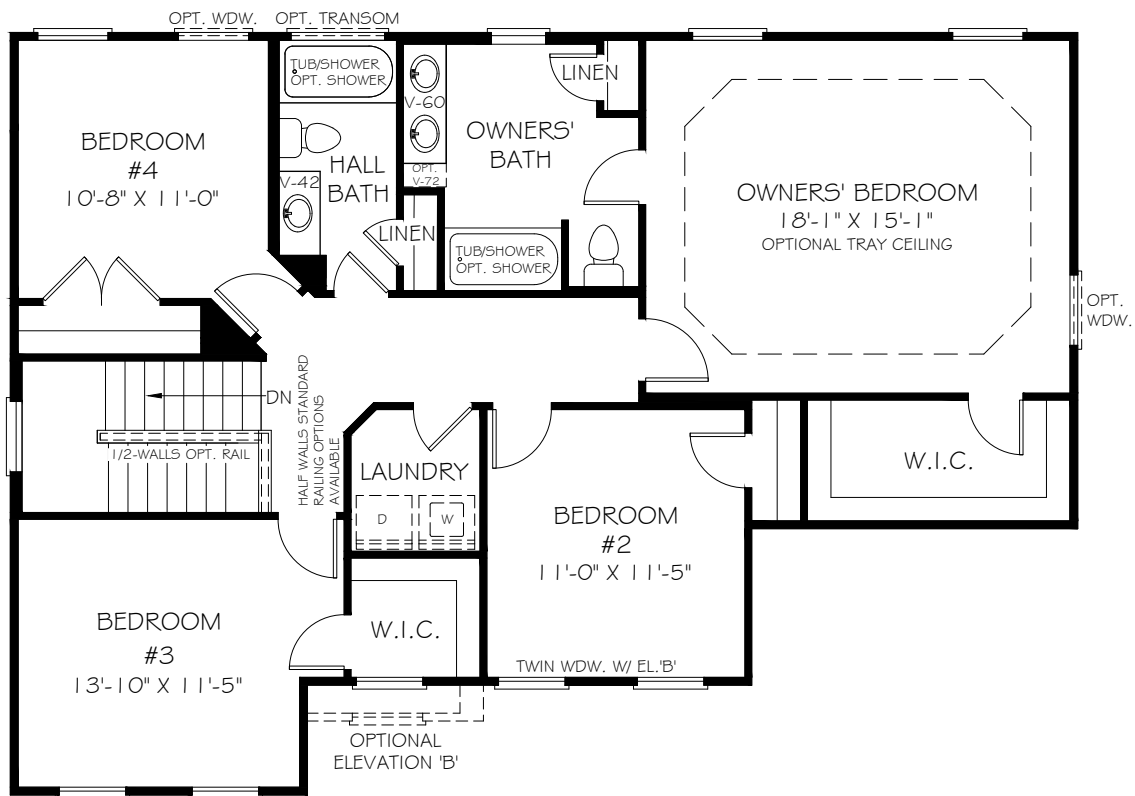 OPT. WDW.
OPT. TRANSOM
TUB/SHOWER
OPT. SHOWER
LINEN
V-60
BEDROOM
#4
10'-8" X 11'-0"
OWNERS'
BATH
HALL
BATH
OPT.
V-72
V-42
OWNERS' BEDROOM
18'-1" X 15'-1"
OPTIONAL TRAY CEILING
LINEN
TUB/SHOWER
OPT. SHOWER
OPT.
WDW.
DN
HALF WALLS STANDARD
RAILING OPTIONS
AVAILABLE
1/2-WALLS OPT. RAIL
LAUNDRY
D
W
W.I.C.
BEDROOM
#2
11'-0" X 11'-5"
BEDROOM
#3
13'-10" X 11'-5"
W.I.C.
TWIN WDW. W/ EL.'B'
OPTIONAL
ELEVATION 'B'